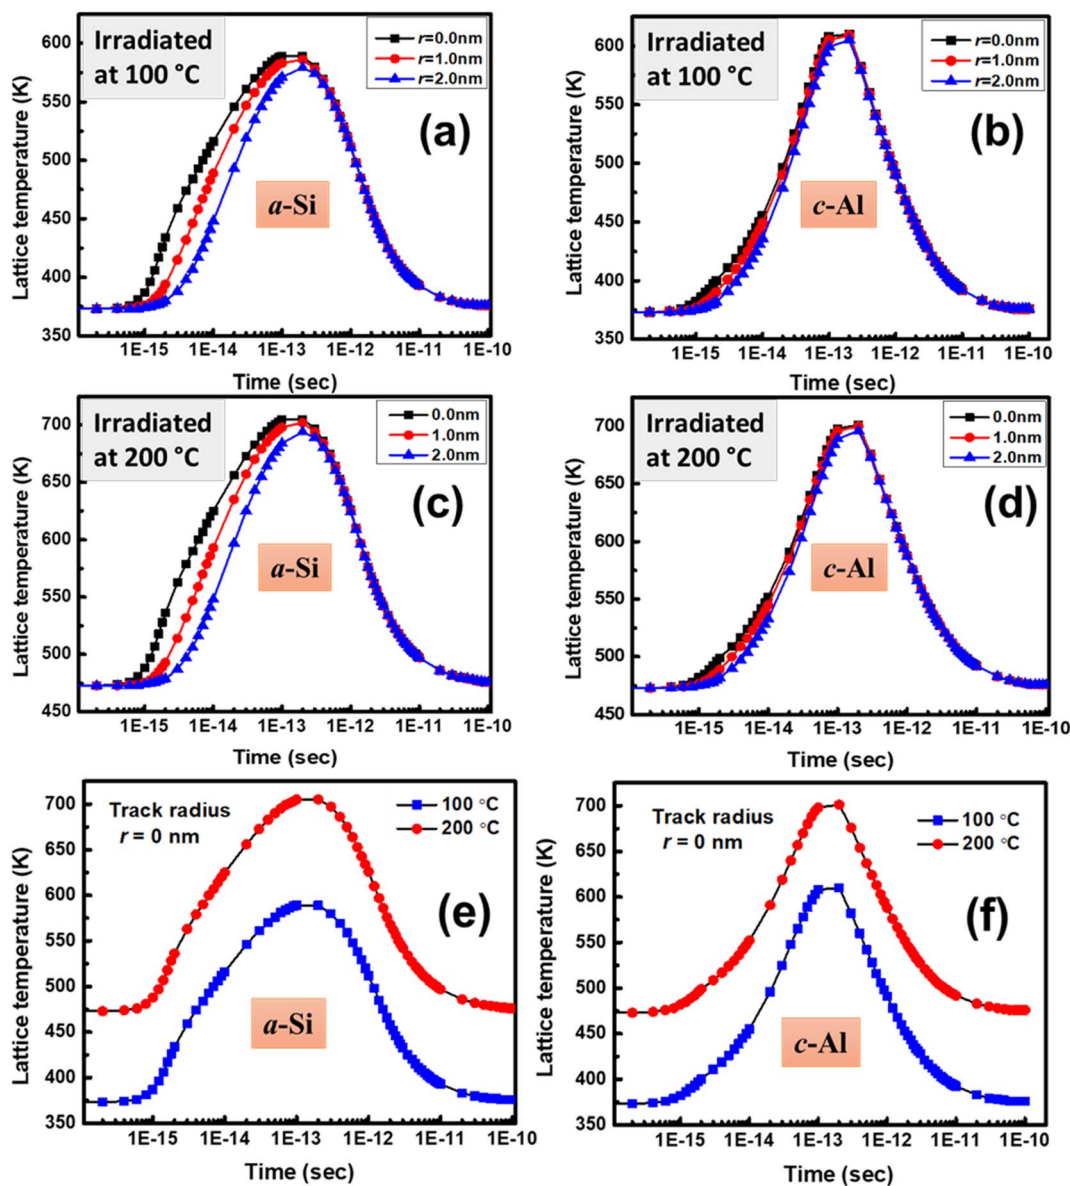 Irradiated
at 100 °C
r=0.0nm
r=1.0nm
r=2.0nm
(a)
a-Si
Lattice temperature (K)
600
550
500
450
400
350
1E-15 1E-14 1E-13 1E-12 1E-11 1E-10
Time (sec)
Irradiated
at 100 °C
r=0.0nm
r=1.0nm
r=2.0nm
(b)
c-Al
Lattice temperature (K)
600
550
500
450
400
350
1E-15 1E-14 1E-13 1E-12 1E-11 1E-10
Time (sec)
Irradiated
at 200 °C
0.0nm
1.0nm
2.0nm
(c)
a-Si
Lattice temperature (K)
700
650
600
550
500
450
1E-15 1E-14 1E-13 1E-12 1E-11 1E-10
Time (sec)
Irradiated
at 200 °C
0.0nm
1.0nm
2.0nm
(d)
c-Al
Lattice temperature (K)
700
650
600
550
500
450
1E-15 1E-14 1E-13 1E-12 1E-11 1E-10
Time (sec)
Track radius
r = 0 nm
100 °C
200 °C
(e)
a-Si
Lattice temperature (K)
700
650
600
550
500
450
400
350
1E-15 1E-14 1E-13 1E-12 1E-11 1E-10
Time (sec)
Track radius
r = 0 nm
100 °C
200 °C
(f)
c-Al
Lattice temperature (K)
700
650
600
550
500
450
400
350
1E-15 1E-14 1E-13 1E-12 1E-11 1E-10
Time (sec)